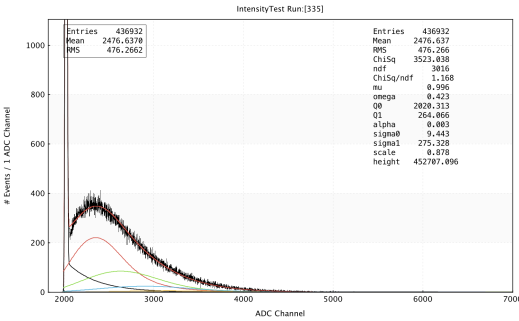 IntensityTest Run:[335]
Entries 436932
Mean 2476.6370
RMS 476.2662
Entries 436932
Mean 2476.637
RMS 476.266
ChiSq 3523.038
ndf 3016
ChiSq/ndf 1.168
mu 0.996
omega 0.423
Q0 2020.313
Q1 264.066
alpha 0.003
sigma0 9.443
sigma1 275.328
scale 0.878
height 452707.096
# Events / 1 ADC Channel
1000
800
600
400
200
0
2000 3000 4000 5000 6000 7000
ADC Channel